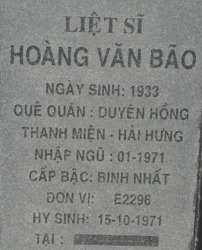 LIỆT SĨ
HOÀNG VĂN BÃO
NGÀY SINH: 1933
QUÊ QUÁN : DUYÊN HỒNG
THANH MIỆN - HẢI HƯNG
NHẬP NGŨ : 01-1971
CẤP BẬC: BINH NHẤT
ĐƠN VỊ: E2296
HY SINH: 15-10-1971
TẠI :